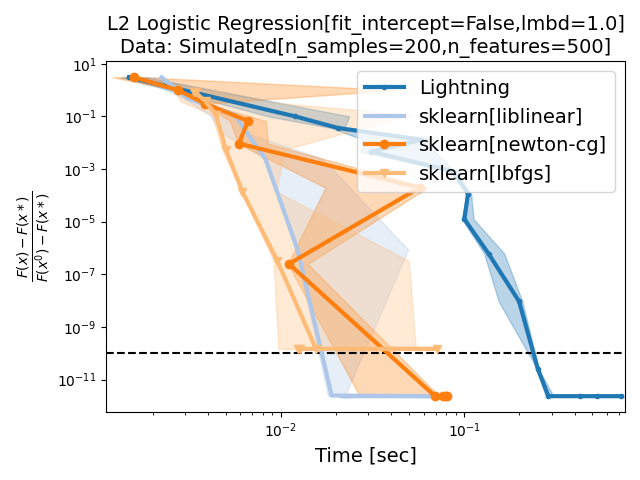 L2 Logistic Regression[fit_intercept=False,lmbd=1.0]
Data: Simulated[n_samples=200,n_features=500]
Lightning
sklearn[liblinear]
sklearn[newton-cg]
sklearn[lbfgs]
F(x) − F(x*)
F(x⁰) − F(x*)
10¹
10⁻¹
10⁻³
10⁻⁵
10⁻⁷
10⁻⁹
10⁻¹¹
10⁻²
10⁻¹
Time [sec]